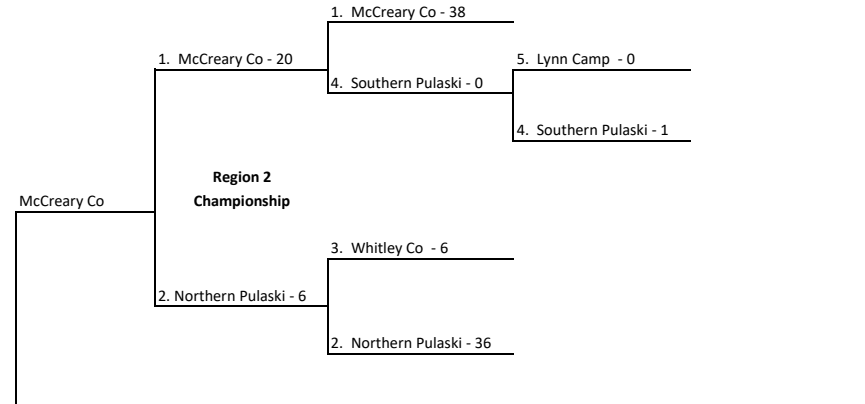 1. McCreary Co - 38
1. McCreary Co - 20
5. Lynn Camp - 0
4. Southern Pulaski - 0
4. Southern Pulaski - 1
Region 2
Championship
McCreary Co
3. Whitley Co - 6
2. Northern Pulaski - 6
2. Northern Pulaski - 36